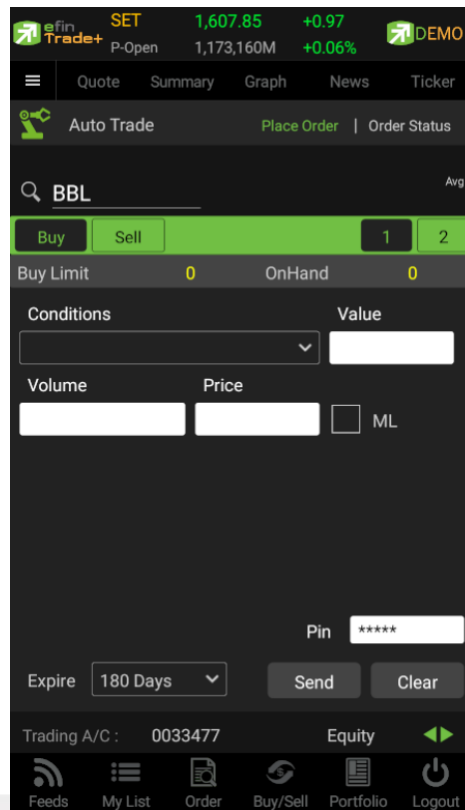 efin Trade+ SET 1,607.85 +0.97 DEMO
P-Open 1,173,160M +0.06%
Quote Summary Graph News Ticker
Auto Trade Place Order | Order Status
BBL Avg
Buy Sell 1 2
Buy Limit 0 OnHand 0
Conditions Value
Volume Price
ML
Pin *****
Expire 180 Days Send Clear
Trading A/C : 0033477 Equity
Feeds My List Order Buy/Sell Portfolio Logout